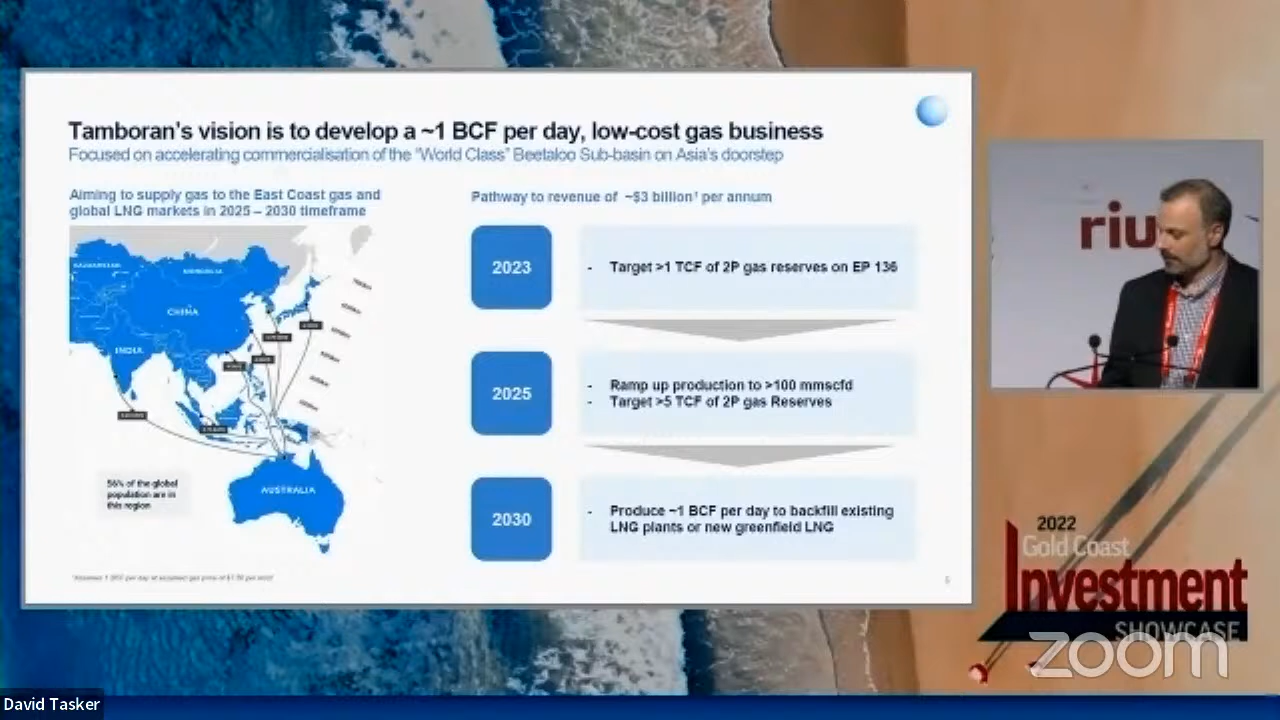 Tamboran's vision is to develop a ~1 BCF per day, low-cost gas business
Focused on accelerating commercialisation of the "World Class" Beetaloo Sub-basin on Asia's doorstep
Aiming to supply gas to the East Coast gas and
global LNG markets in 2025 – 2030 timeframe
KAZAKHSTAN
MONGOLIA
CHINA
INDIA
AUSTRALIA
56% of the global
population are in
this region
Pathway to revenue of ~$3 billion¹ per annum
2023
- Target >1 TCF of 2P gas reserves on EP 136
2025
- Ramp up production to >100 mmscfd
- Target >5 TCF of 2P gas Reserves
2030
- Produce ~1 BCF per day to backfill existing
LNG plants or new greenfield LNG
riu
2022
Gold Coast
Investment
SHOWCASE
zoom
David Tasker